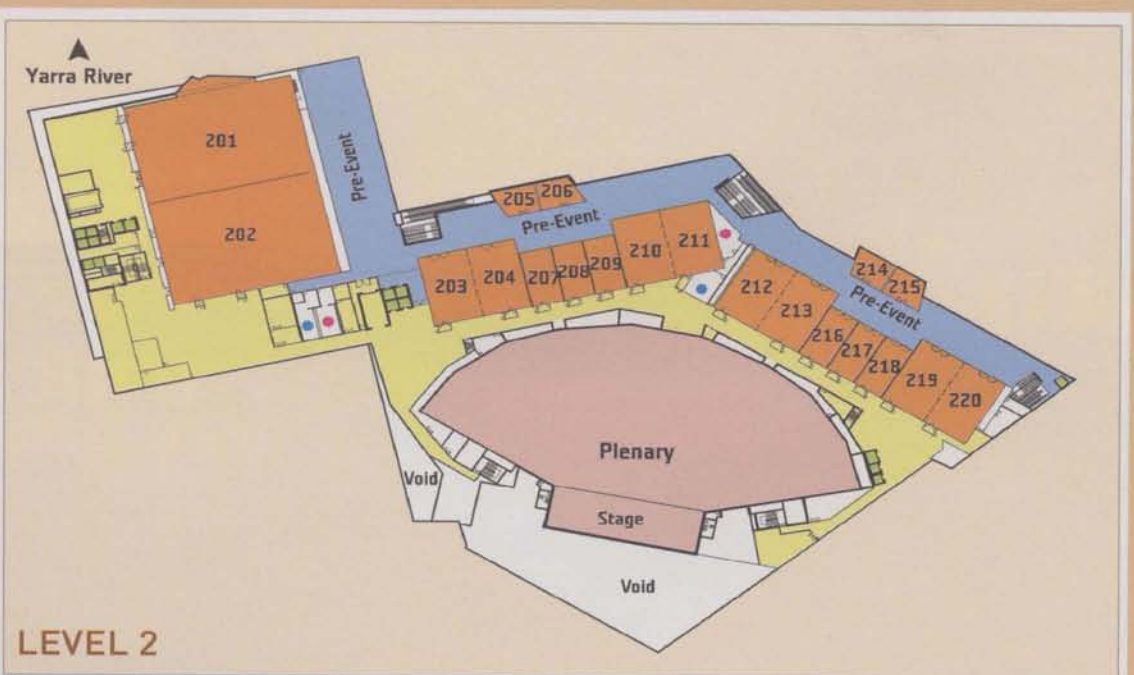 Yarra River
201
202
Pre-Event
205
206
Pre-Event
203
204
207
208
209
210
211
212
213
214
215
Pre-Event
216
217
218
219
220
Plenary
Stage
Void
Void
LEVEL 2